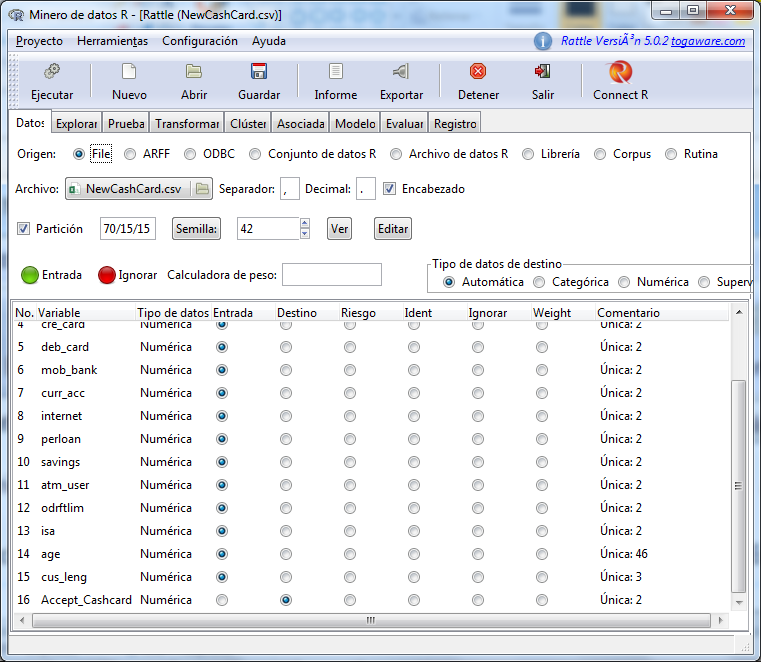 Minero de datos R - [Rattle (NewCashCard.csv)]
Proyecto Herramientas Configuración Ayuda Rattle VersiÃ³n 5.0.2 togaware.com
Ejecutar Nuevo Abrir Guardar Informe Exportar Detener Salir Connect R
Datos Explorar Prueba Transformar Clúster Asociada Modelo Evaluar Registro
Origen: File ARFF ODBC Conjunto de datos R Archivo de datos R Librería Corpus Rutina
Archivo: NewCashCard.csv Separador: , Decimal: . Encabezado
Partición 70/15/15 Semilla: 42 Ver Editar
Tipo de datos de destino
Entrada Ignorar Calculadora de peso: Automática Categórica Numérica Superv
No. Variable Tipo de datos Entrada Destino Riesgo Ident Ignorar Weight Comentario
4 cre_card Numérica Única: 2
5 deb_card Numérica Única: 2
6 mob_bank Numérica Única: 2
7 curr_acc Numérica Única: 2
8 internet Numérica Única: 2
9 perloan Numérica Única: 2
10 savings Numérica Única: 2
11 atm_user Numérica Única: 2
12 odrftlim Numérica Única: 2
13 isa Numérica Única: 2
14 age Numérica Única: 46
15 cus_leng Numérica Única: 3
16 Accept_Cashcard Numérica Única: 2